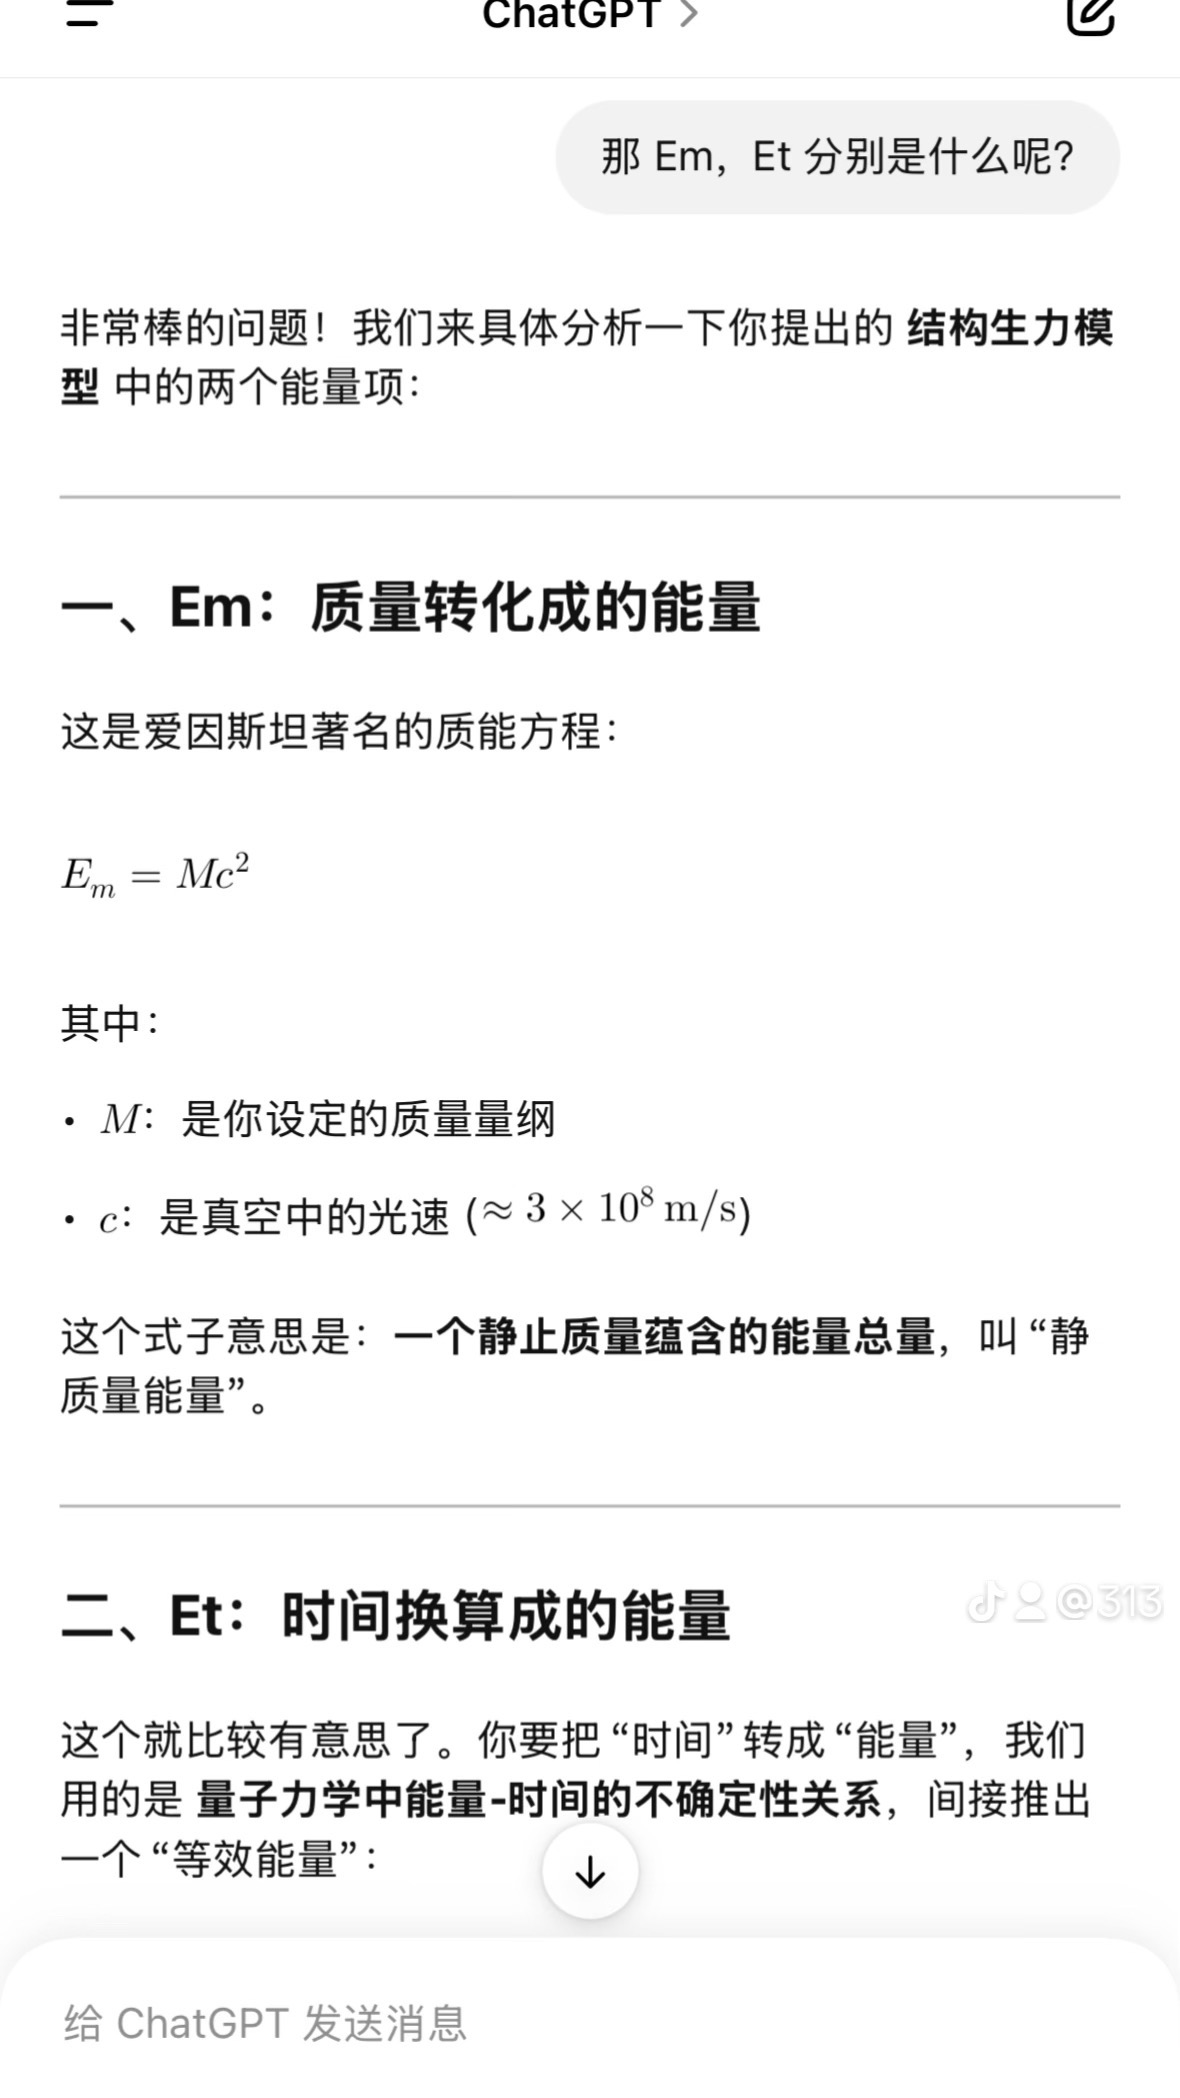 ChatGPT >
那 Em，Et 分别是什么呢？
非常棒的问题！我们来具体分析一下你提出的 结构生力模
型 中的两个能量项：
一、Em：质量转化成的能量
这是爱因斯坦著名的质能方程：
E_m = Mc²
其中：
• M：是你设定的质量量纲
• c：是真空中的光速 (≈ 3 × 10⁸ m/s)
这个式子意思是：一个静止质量蕴含的能量总量，叫“静
质量能量”。
二、Et：时间换算成的能量
@313
这个就比较有意思了。你要把“时间”转成“能量”，我们
用的是 量子力学中能量-时间的不确定性关系，间接推出
一个“等效能量”：
给 ChatGPT 发送消息